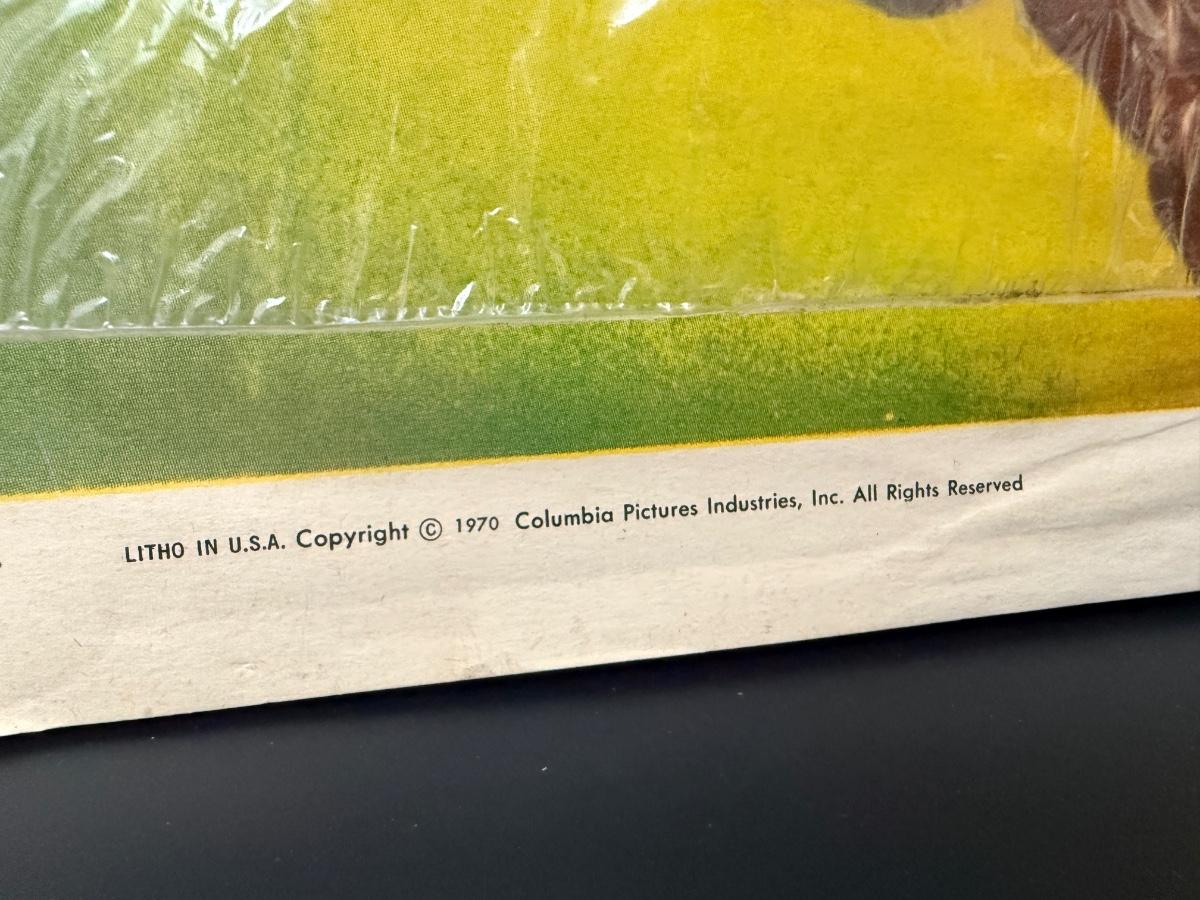 LITHO IN U.S.A. Copyright © 1970 Columbia Pictures Industries, Inc. All Rights Reserved